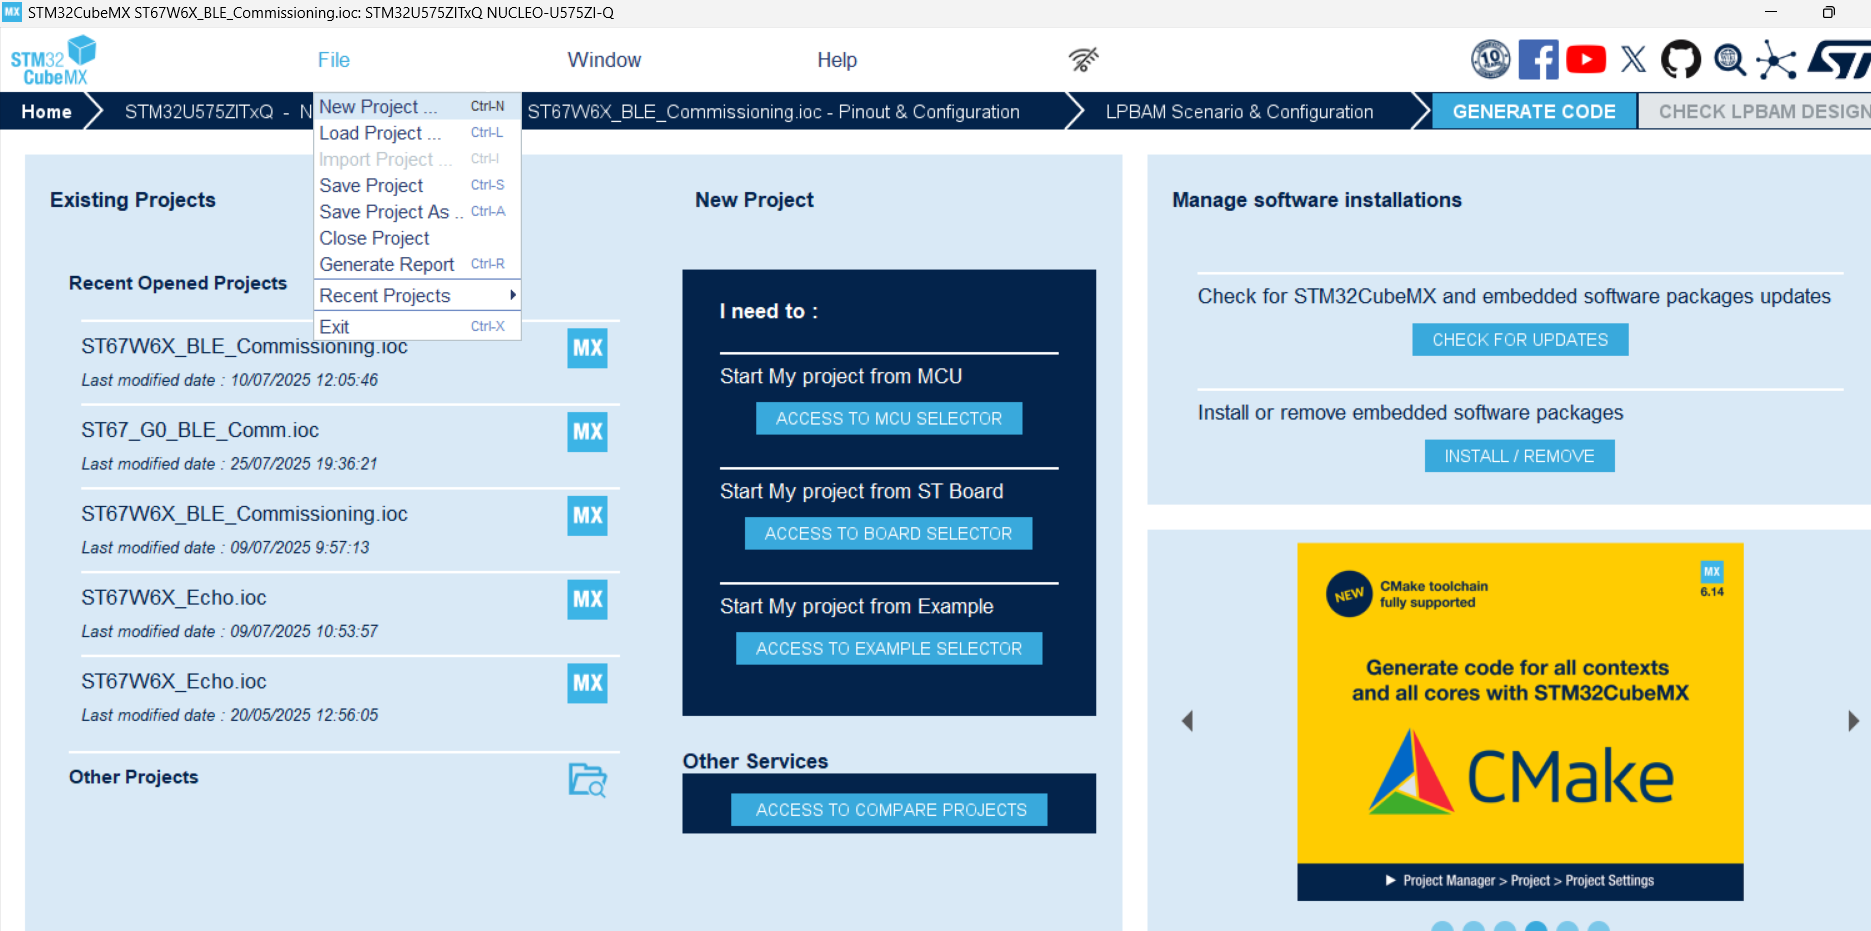 MX STM32CubeMX ST67W6X_BLE_Commissioning.ioc: STM32U575ZITxQ NUCLEO-U575ZI-Q
STM32
CubeMX
File
Window
Help
10
Home
STM32U575ZITxQ - N
ST67W6X_BLE_Commissioning.ioc - Pinout & Configuration
LPBAM Scenario & Configuration
GENERATE CODE
CHECK LPBAM DESIGN
New Project ... Ctrl-N
Load Project ... Ctrl-L
Import Project ... Ctrl-I
Save Project Ctrl-S
Save Project As .. Ctrl-A
Close Project
Generate Report Ctrl-R
Recent Projects
Exit Ctrl-X
Existing Projects
Recent Opened Projects
ST67W6X_BLE_Commissioning.ioc
MX
Last modified date : 10/07/2025 12:05:46
ST67_G0_BLE_Comm.ioc
MX
Last modified date : 25/07/2025 19:36:21
ST67W6X_BLE_Commissioning.ioc
MX
Last modified date : 09/07/2025 9:57:13
ST67W6X_Echo.ioc
MX
Last modified date : 09/07/2025 10:53:57
ST67W6X_Echo.ioc
MX
Last modified date : 20/05/2025 12:56:05
Other Projects
New Project
I need to :
Start My project from MCU
ACCESS TO MCU SELECTOR
Start My project from ST Board
ACCESS TO BOARD SELECTOR
Start My project from Example
ACCESS TO EXAMPLE SELECTOR
Other Services
ACCESS TO COMPARE PROJECTS
Manage software installations
Check for STM32CubeMX and embedded software packages updates
CHECK FOR UPDATES
Install or remove embedded software packages
INSTALL / REMOVE
NEW
CMake toolchain
fully supported
MX
6.14
Generate code for all contexts
and all cores with STM32CubeMX
CMake
Project Manager > Project > Project Settings